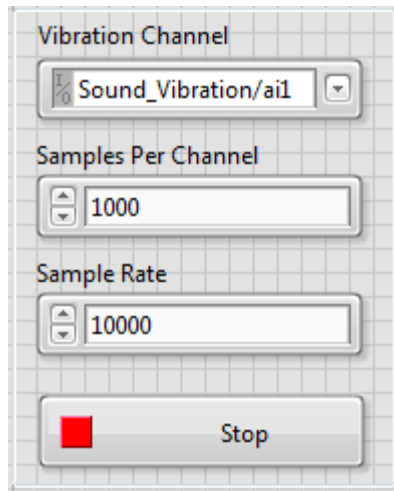 Vibration Channel
I/O Sound_Vibration/ai1
Samples Per Channel
1000
Sample Rate
10000
Stop